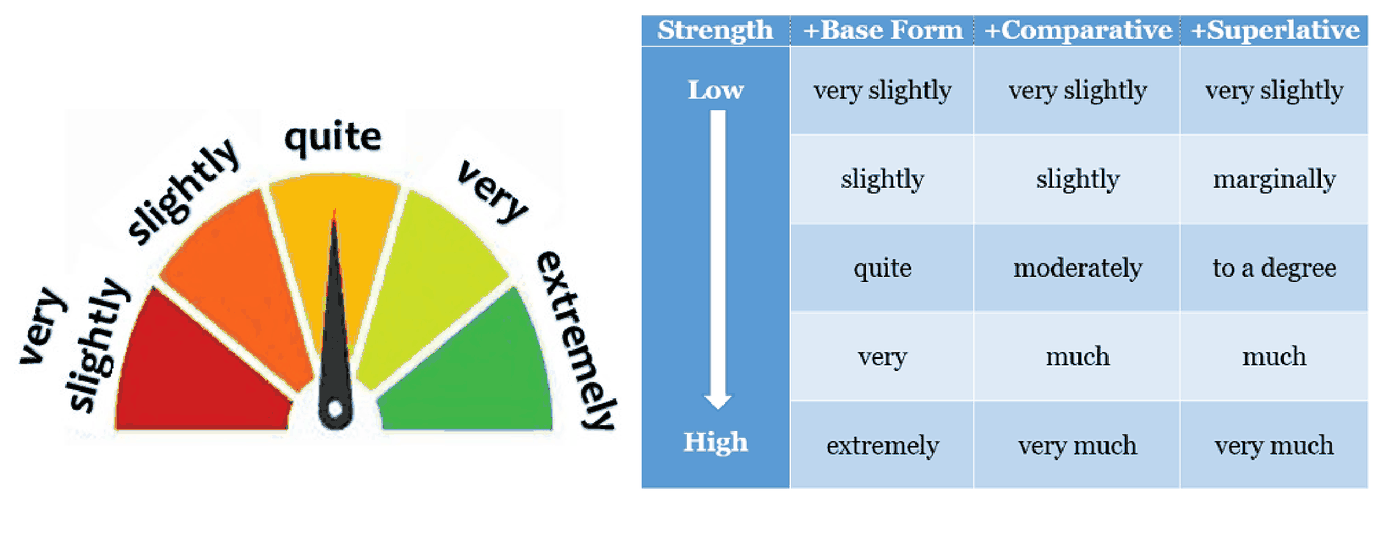 very
slightly
slightly
quite
very
extremely
Strength +Base Form +Comparative +Superlative
Low very slightly very slightly very slightly
slightly slightly marginally
quite moderately to a degree
very much much
High extremely very much very much